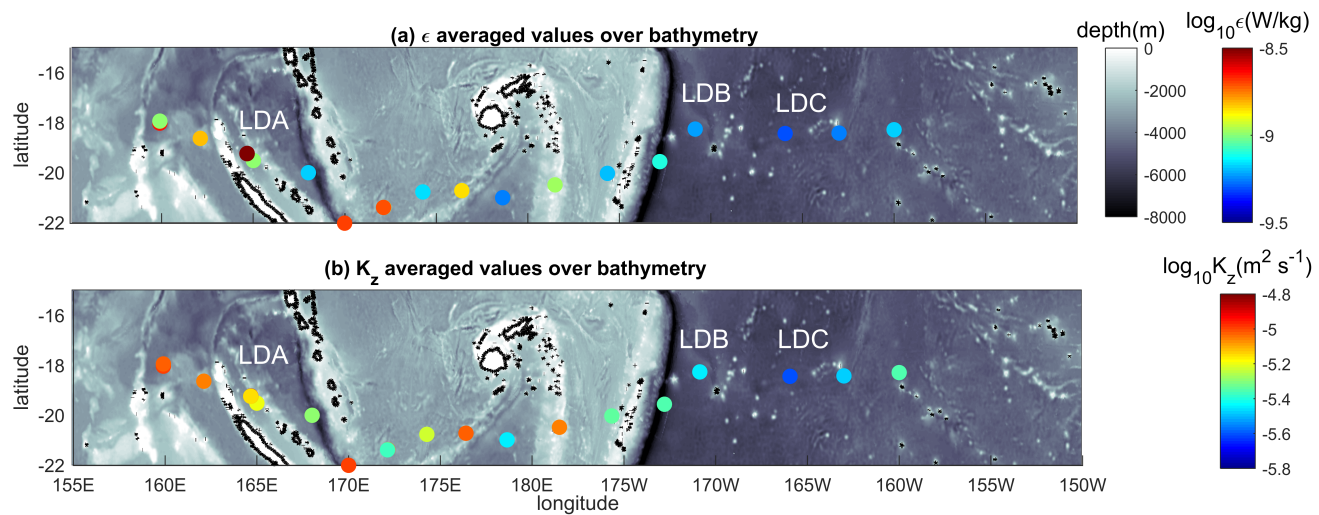 (a) ϵ averaged values over bathymetry
depth(m)
log₁₀ϵ(W/kg)
latitude
-16
-18
-20
-22
LDA
LDB
LDC
0
-2000
-4000
-6000
-8000
-8.5
-9
-9.5
(b) K_z averaged values over bathymetry
log₁₀K_z(m² s⁻¹)
latitude
-16
-18
-20
-22
LDA
LDB
LDC
-4.8
-5
-5.2
-5.4
-5.6
-5.8
155E 160E 165E 170E 175E 180E 175W 170W 165W 160W 155W 150W
longitude